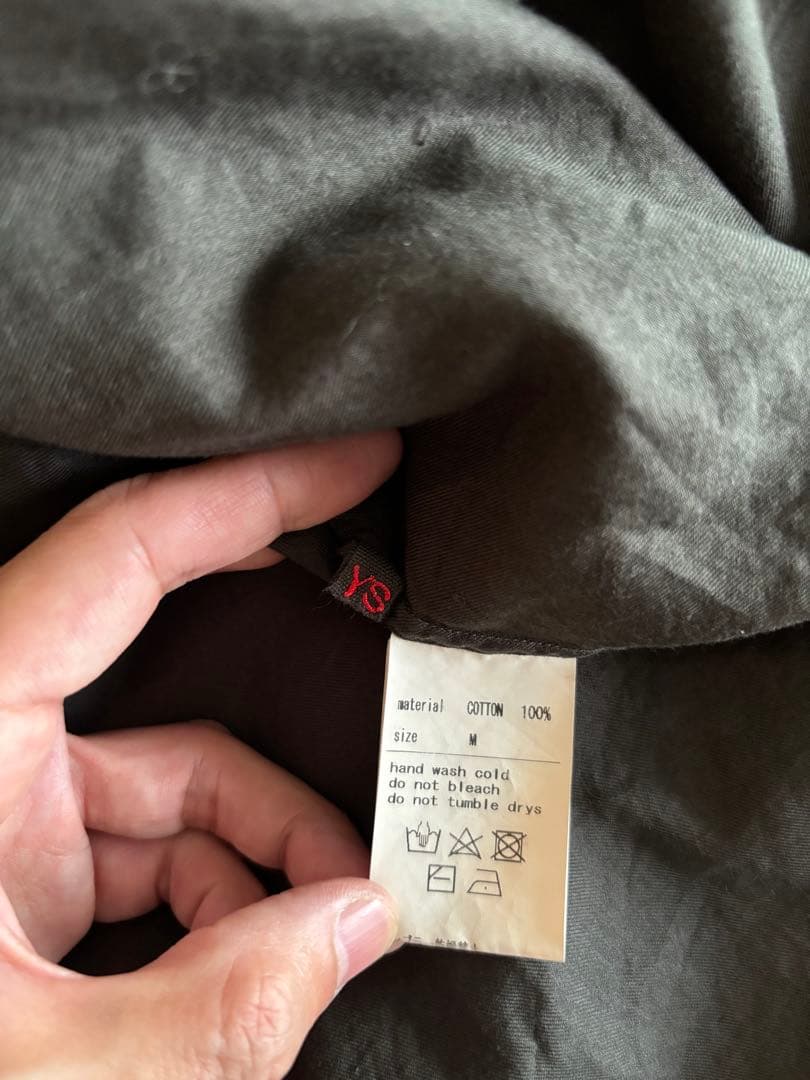 YS
material COTTON 100%
size M
hand wash cold
do not bleach
do not tumble drys